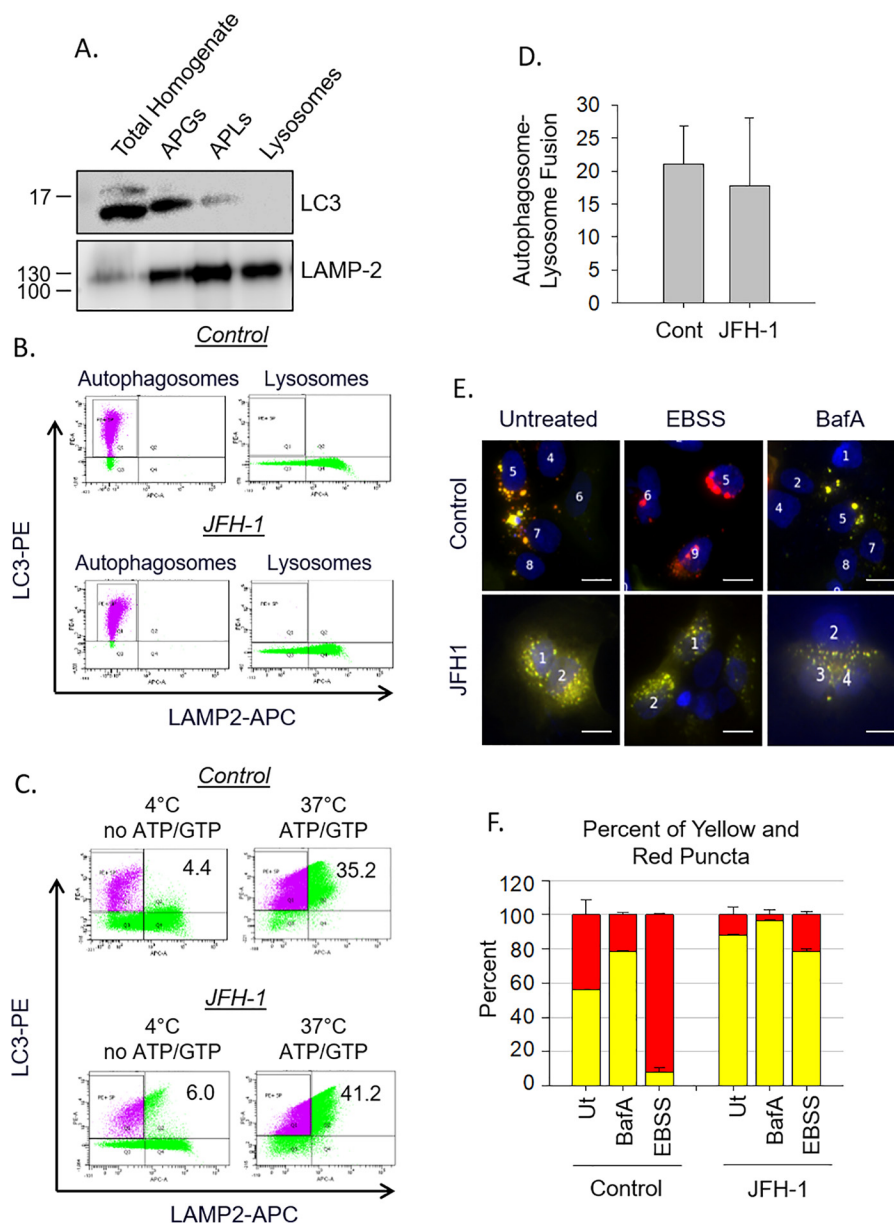 A.
Total Homogenate
APGs
APLs
Lysosomes
17
LC3
130
100
LAMP-2
B.
Control
Autophagosomes
Lysosomes
JFH-1
Autophagosomes
Lysosomes
LC3-PE
LAMP2-APC
C.
Control
4°C
no ATP/GTP
37°C
ATP/GTP
4.4
35.2
JFH-1
4°C
no ATP/GTP
37°C
ATP/GTP
6.0
41.2
LC3-PE
LAMP2-APC
D.
Autophagosome-
Lysosome Fusion
30
25
20
15
10
5
0
Cont
JFH-1
E.
Untreated
EBSS
BafA
Control
5
4
6
7
8
6
5
9
1
2
4
5
7
8
JFH1
1
2
1
2
2
3
4
F.
Percent of Yellow and
Red Puncta
Percent
120
100
80
60
40
20
0
Ut
BafA
EBSS
Ut
BafA
EBSS
Control
JFH-1